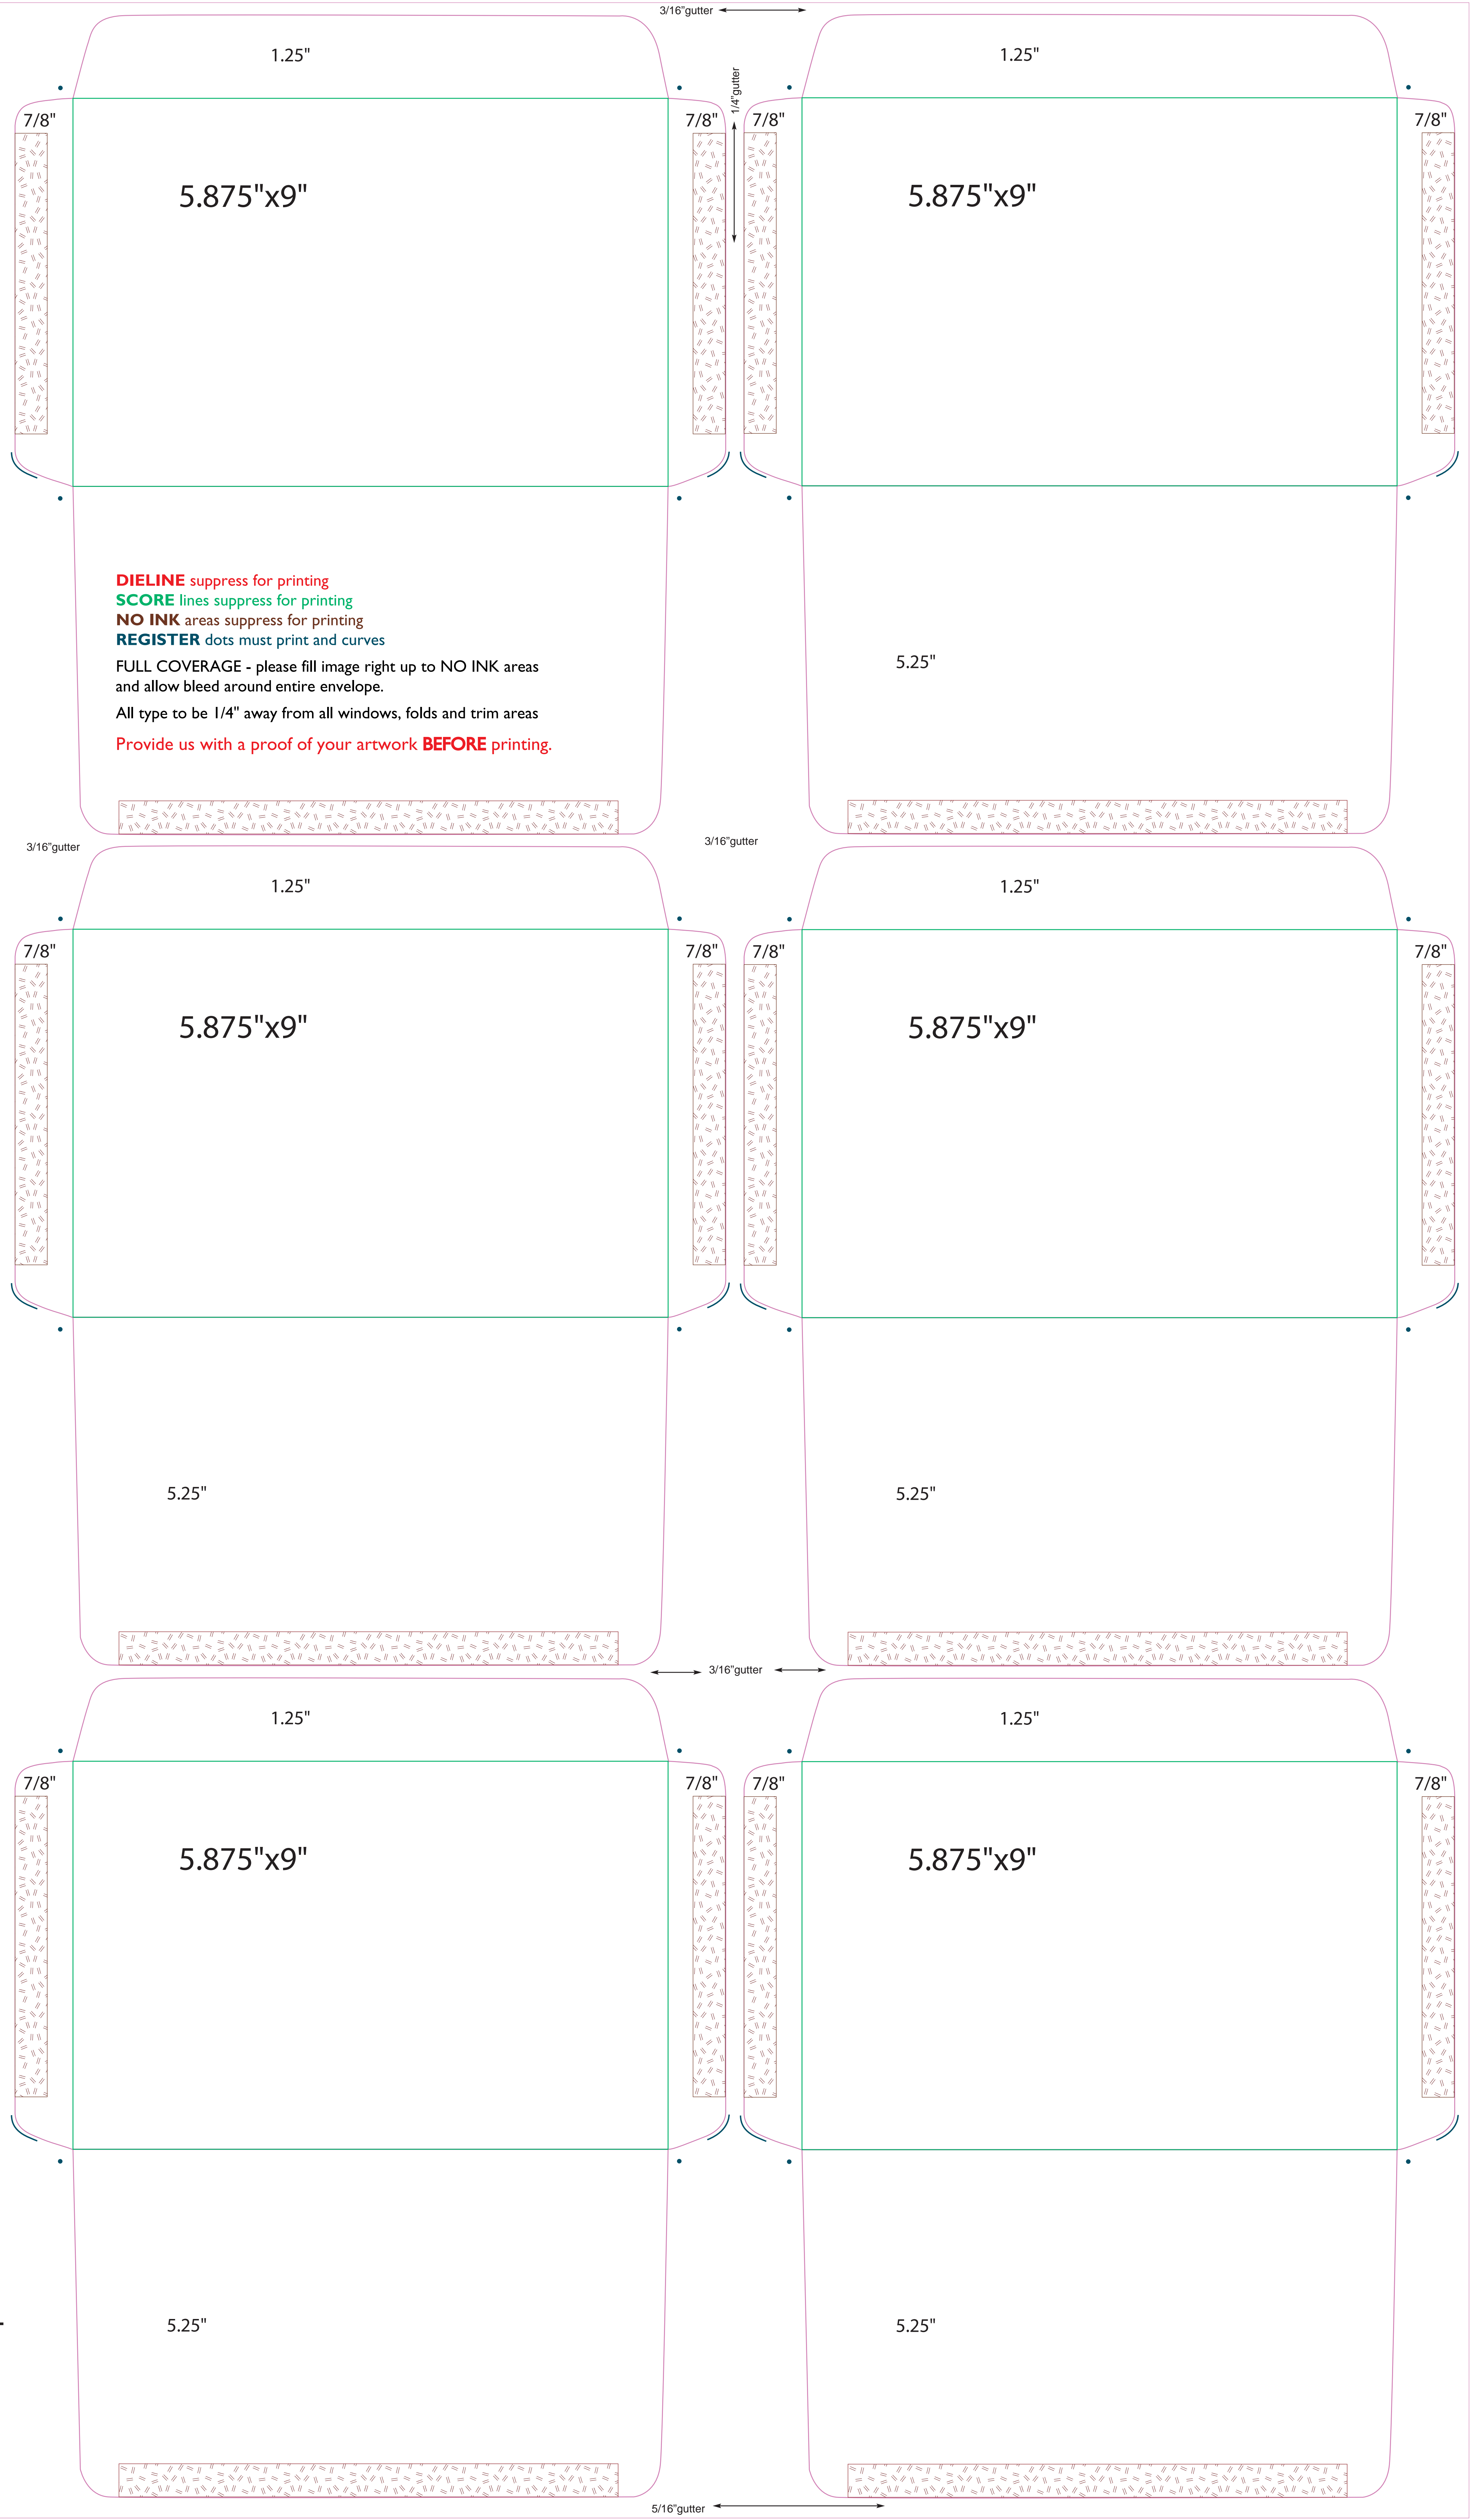 3/16"gutter
1.25"
1.25"
1/4"gutter
7/8"
7/8"
7/8"
7/8"
5.875"x9"
5.875"x9"
DIELINE suppress for printing
SCORE lines suppress for printing
NO INK areas suppress for printing
REGISTER dots must print and curves
FULL COVERAGE - please fill image right up to NO INK areas
and allow bleed around entire envelope.
All type to be 1/4" away from all windows, folds and trim areas
Provide us with a proof of your artwork BEFORE printing.
5.25"
3/16"gutter
3/16"gutter
1.25"
1.25"
7/8"
7/8"
7/8"
7/8"
5.875"x9"
5.875"x9"
5.25"
5.25"
3/16"gutter
1.25"
1.25"
7/8"
7/8"
7/8"
7/8"
5.875"x9"
5.875"x9"
5.25"
5.25"
5/16"gutter